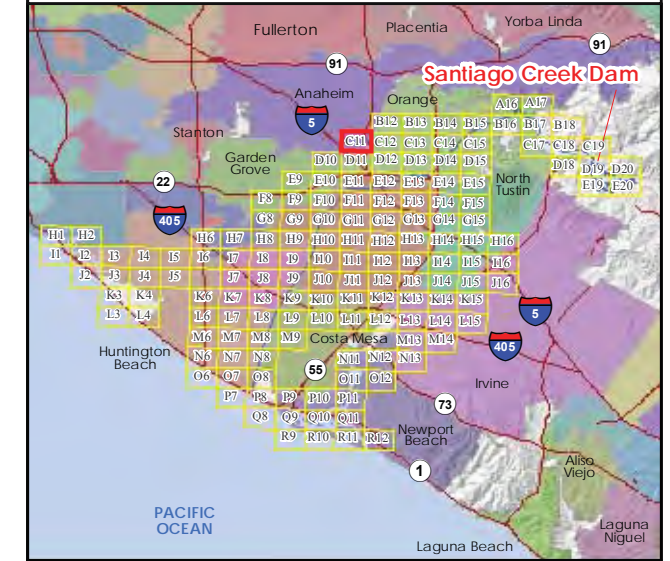 Fullerton
Placentia
Yorba Linda
91
91
Santiago Creek Dam
Anaheim
5
Orange
A16 A17
B12 B13 B14 B15 B16 B17 B18
Stanton
C11 C12 C13 C14 C15 C17 C18 C19
Garden
Grove
D10 D11 D12 D13 D14 D15 D18 D19 D20
22
E9 E10 E11 E12 E13 E14 E15 E19 E20
North
Tustin
F8 F9 F10 F11 F12 F13 F14 F15
405
G8 G9 G10 G11 G12 G13 G14 G15
H1 H2 H6 H7 H8 H9 H10 H11 H12 H13 H14 H15 H16
I1 I2 I3 I4 I5 I6 I7 I8 I9 I10 I11 I12 I13 I14 I15 I16
J2 J3 J4 J5 J7 J8 J9 J10 J11 J12 J13 J14 J15 J16
K3 K4 K6 K7 K8 K9 K10 K11 K12 K13 K14 K15
5
L3 L4 L6 L7 L8 L9 L10 L11 L12 L13 L14 L15
M6 M7 M8 M9 Costa Mesa M13 M14
405
Huntington
Beach
N6 N7 N8 N11 N12 N13
55
O6 O7 O8 O11 O12
Irvine
P7 P8 P9 P10 P11
73
Q8 Q9 Q10 Q11
R9 R10 R11 R12
Newport
Beach
1
Aliso
Viejo
PACIFIC
OCEAN
Laguna
Niguel
Laguna Beach